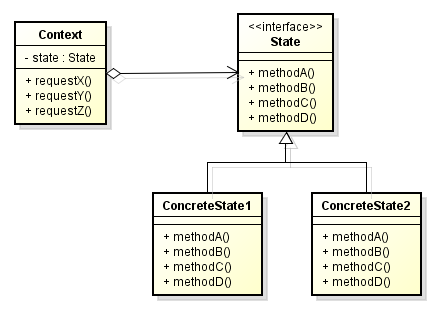 Context
- state : State
+ requestX()
+ requestY()
+ requestZ()
<<interface>>
State
+ methodA()
+ methodB()
+ methodC()
+ methodD()
ConcreteState1
+ methodA()
+ methodB()
+ methodC()
+ methodD()
ConcreteState2
+ methodA()
+ methodB()
+ methodC()
+ methodD()